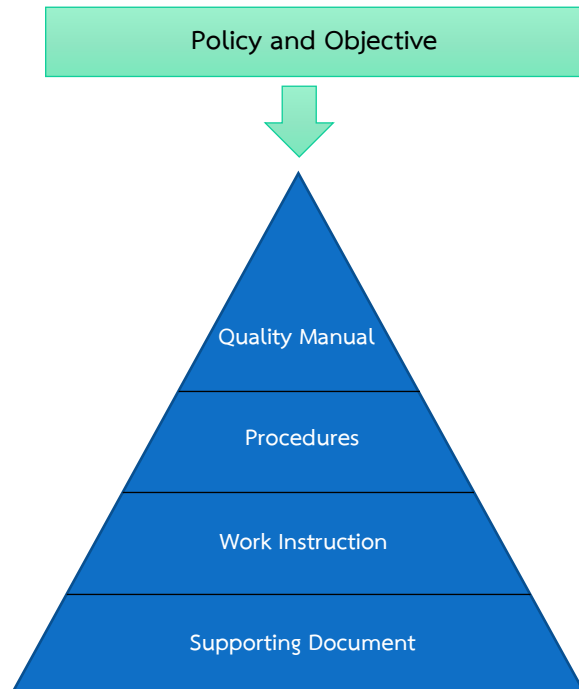 Policy and Objective
Quality Manual
Procedures
Work Instruction
Supporting Document